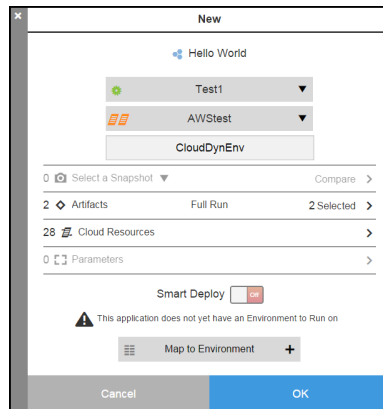 ×
New
Hello World
Test1
AWStest
CloudDynEnv
0 Select a Snapshot Compare
2 Artifacts Full Run 2 Selected
28 Cloud Resources
0 Parameters
Smart Deploy Off
This application does not yet have an Environment to Run on
Map to Environment +
Cancel OK